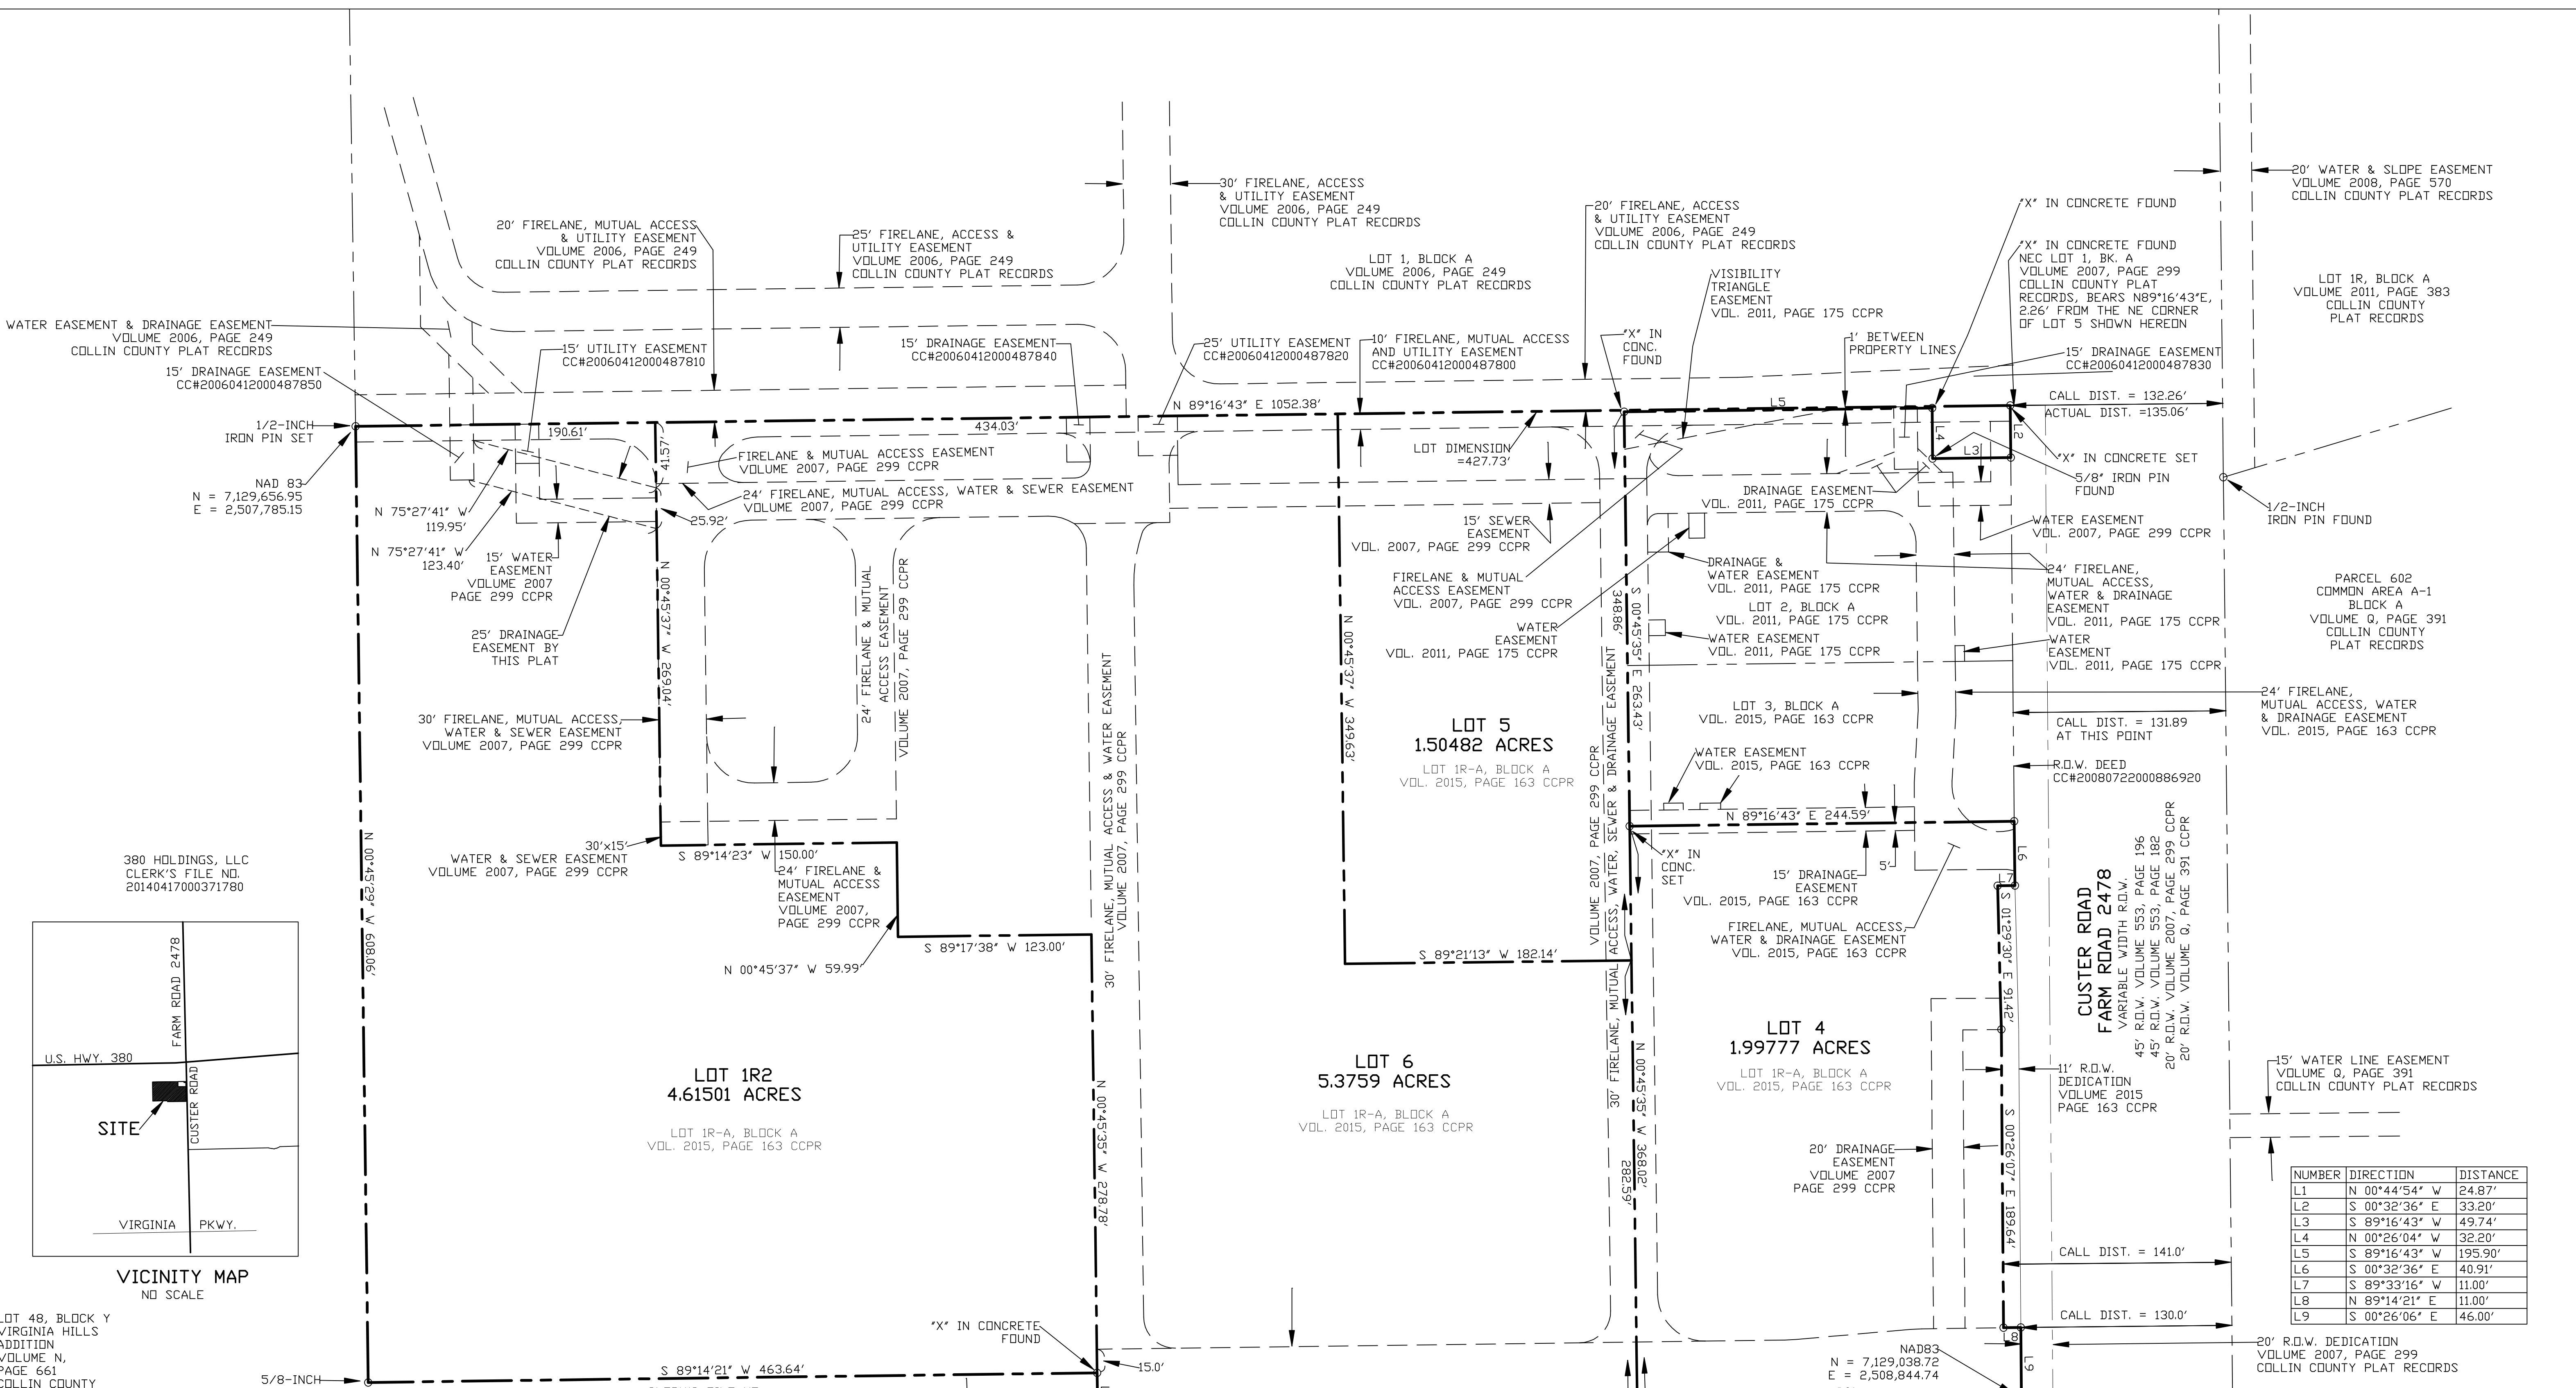 30' FIRELANE, ACCESS
& UTILITY EASEMENT
VOLUME 2006, PAGE 249
COLLIN COUNTY PLAT RECORDS
20' WATER & SLOPE EASEMENT
VOLUME 2008, PAGE 570
COLLIN COUNTY PLAT RECORDS
20' FIRELANE, MUTUAL ACCESS
& UTILITY EASEMENT
VOLUME 2006, PAGE 249
COLLIN COUNTY PLAT RECORDS
25' FIRELANE, ACCESS &
UTILITY EASEMENT
VOLUME 2006, PAGE 249
COLLIN COUNTY PLAT RECORDS
LOT 1, BLOCK A
VOLUME 2006, PAGE 249
COLLIN COUNTY PLAT RECORDS
20' FIRELANE, ACCESS
& UTILITY EASEMENT
VOLUME 2006, PAGE 249
COLLIN COUNTY PLAT RECORDS
VISIBILITY
TRIANGLE
EASEMENT
VOL. 2011, PAGE 175 CCPR
"X" IN CONCRETE FOUND
"X" IN CONCRETE FOUND
NEC LOT 1, BK. A
VOLUME 2007, PAGE 299
COLLIN COUNTY PLAT
RECORDS, BEARS N89°16'43"E,
2.26' FROM THE NE CORNER
OF LOT 5 SHOWN HEREON
LOT 1R, BLOCK A
VOLUME 2011, PAGE 383
COLLIN COUNTY
PLAT RECORDS
WATER EASEMENT & DRAINAGE EASEMENT
VOLUME 2006, PAGE 249
COLLIN COUNTY PLAT RECORDS
15' DRAINAGE EASEMENT
CC#20060412000487850
15' UTILITY EASEMENT
CC#20060412000487810
15' DRAINAGE EASEMENT
CC#20060412000487840
25' UTILITY EASEMENT
CC#20060412000487820
10' FIRELANE, MUTUAL ACCESS
AND UTILITY EASEMENT
CC#20060412000487800
"X" IN
CONC.
FOUND
1' BETWEEN
PROPERTY LINES
15' DRAINAGE EASEMENT
CC#20060412000487830
CALL DIST. = 132.26'
ACTUAL DIST. =135.06'
1/2-INCH
IRON PIN SET
N 89°16'43" E 1052.38'
L5
190.61'
434.03'
41.57'
L4
L2
L3
LOT DIMENSION
=427.73'
FIRELANE & MUTUAL ACCESS EASEMENT
VOLUME 2007, PAGE 299 CCPR
24' FIRELANE, MUTUAL ACCESS, WATER & SEWER EASEMENT
VOLUME 2007, PAGE 299 CCPR
NAD 83
N = 7,129,656.95
E = 2,507,785.15
N 75°27'41" W
119.95'
N 75°27'41" W
123.40'
25.92'
15' WATER
EASEMENT
VOLUME 2007
PAGE 299 CCPR
25' DRAINAGE
EASEMENT BY
THIS PLAT
"X" IN CONCRETE SET
5/8" IRON PIN
FOUND
DRAINAGE EASEMENT
VOL. 2011, PAGE 175 CCPR
15' SEWER
EASEMENT
VOL. 2007, PAGE 299 CCPR
WATER EASEMENT
VOL. 2007, PAGE 299 CCPR
1/2-INCH
IRON PIN FOUND
FIRELANE & MUTUAL
ACCESS EASEMENT
VOL. 2007, PAGE 299 CCPR
DRAINAGE &
WATER EASEMENT
VOL. 2011, PAGE 175 CCPR
24' FIRELANE,
MUTUAL ACCESS,
WATER & DRAINAGE
EASEMENT
VOL. 2011, PAGE 175 CCPR
PARCEL 602
COMMON AREA A-1
BLOCK A
VOLUME Q, PAGE 391
COLLIN COUNTY
PLAT RECORDS
LOT 2, BLOCK A
VOL. 2011, PAGE 175 CCPR
WATER
EASEMENT
VOL. 2011, PAGE 175 CCPR
WATER EASEMENT
VOL. 2011, PAGE 175 CCPR
WATER
EASEMENT
VOL. 2011, PAGE 175 CCPR
N 00°45'37" W 269.04'
24' FIRELANE & MUTUAL
ACCESS EASEMENT
VOLUME 2007, PAGE 299 CCPR
N 00°45'37" W 349.63'
348.86'
S 00°45'35" E 263.43'
30' FIRELANE, MUTUAL ACCESS,
WATER & SEWER EASEMENT
VOLUME 2007, PAGE 299 CCPR
30' FIRELANE, MUTUAL ACCESS & WATER EASEMENT
VOLUME 2007, PAGE 299 CCPR
LOT 5
1.50482 ACRES
LOT 1R-A, BLOCK A
VOL. 2015, PAGE 163 CCPR
VOLUME 2007, PAGE 299 CCPR
30' FIRELANE, MUTUAL ACCESS, WATER, SEWER & DRAINAGE EASEMENT
LOT 3, BLOCK A
VOL. 2015, PAGE 163 CCPR
24' FIRELANE,
MUTUAL ACCESS, WATER
& DRAINAGE EASEMENT
VOL. 2015, PAGE 163 CCPR
CALL DIST. = 131.89
AT THIS POINT
WATER EASEMENT
VOL. 2015, PAGE 163 CCPR
R.O.W. DEED
CC#20080722000886920
N 89°16'43" E 244.59'
L6
L7
N 00°45'29" W 608.06'
380 HOLDINGS, LLC
CLERK'S FILE NO.
20140417000371780
30'x15'
WATER & SEWER EASEMENT
VOLUME 2007, PAGE 299 CCPR
S 89°14'23" W 150.00'
24' FIRELANE &
MUTUAL ACCESS
EASEMENT
VOLUME 2007,
PAGE 299 CCPR
"X" IN
CONC.
SET
15' DRAINAGE
EASEMENT
VOL. 2015, PAGE 163 CCPR
5'
FIRELANE, MUTUAL ACCESS,
WATER & DRAINAGE EASEMENT
VOL. 2015, PAGE 163 CCPR
S 01°29'30" E 91.42'
S 89°17'38" W 123.00'
N 00°45'37" W 59.99'
S 89°21'13" W 182.14'
CUSTER ROAD
FARM ROAD 2478
VARIABLE WIDTH R.O.W.
45' R.O.W. VOLUME 553, PAGE 196
45' R.O.W. VOLUME 553, PAGE 182
20' R.O.W. VOLUME 2007, PAGE 299 CCPR
20' R.O.W. VOLUME Q, PAGE 391 CCPR
LOT 4
1.99777 ACRES
LOT 1R-A, BLOCK A
VOL. 2015, PAGE 163 CCPR
LOT 6
5.3759 ACRES
LOT 1R-A, BLOCK A
VOL. 2015, PAGE 163 CCPR
LOT 1R2
4.61501 ACRES
LOT 1R-A, BLOCK A
VOL. 2015, PAGE 163 CCPR
11' R.O.W.
DEDICATION
VOLUME 2015
PAGE 163 CCPR
15' WATER LINE EASEMENT
VOLUME Q, PAGE 391
COLLIN COUNTY PLAT RECORDS
FARM ROAD 2478
U.S. HWY. 380
CUSTER ROAD
SITE
VIRGINIA PKWY.
VICINITY MAP
NO SCALE
N 00°45'35" W 278.78'
N 00°45'35" W 368.02'
282.59'
20' DRAINAGE
EASEMENT
VOLUME 2007
PAGE 299 CCPR
S 00°26'07" E 189.64'
NUMBER DIRECTION DISTANCE
L1 N 00°44'54" W 24.87'
L2 S 00°32'36" E 33.20'
L3 S 89°16'43" W 49.74'
L4 N 00°26'04" W 32.20'
L5 S 89°16'43" W 195.90'
L6 S 00°32'36" E 40.91'
L7 S 89°33'16" W 11.00'
L8 N 89°14'21" E 11.00'
L9 S 00°26'06" E 46.00'
CALL DIST. = 141.0'
CALL DIST. = 130.0'
LOT 48, BLOCK Y
VIRGINIA HILLS
ADDITION
VOLUME N,
PAGE 661
COLLIN COUNTY
"X" IN CONCRETE
FOUND
15.0'
S 89°14'21" W 463.64'
5/8-INCH
L8
L9
NAD83
N = 7,129,038.72
E = 2,508,844.74
20' R.O.W. DEDICATION
VOLUME 2007, PAGE 299
COLLIN COUNTY PLAT RECORDS